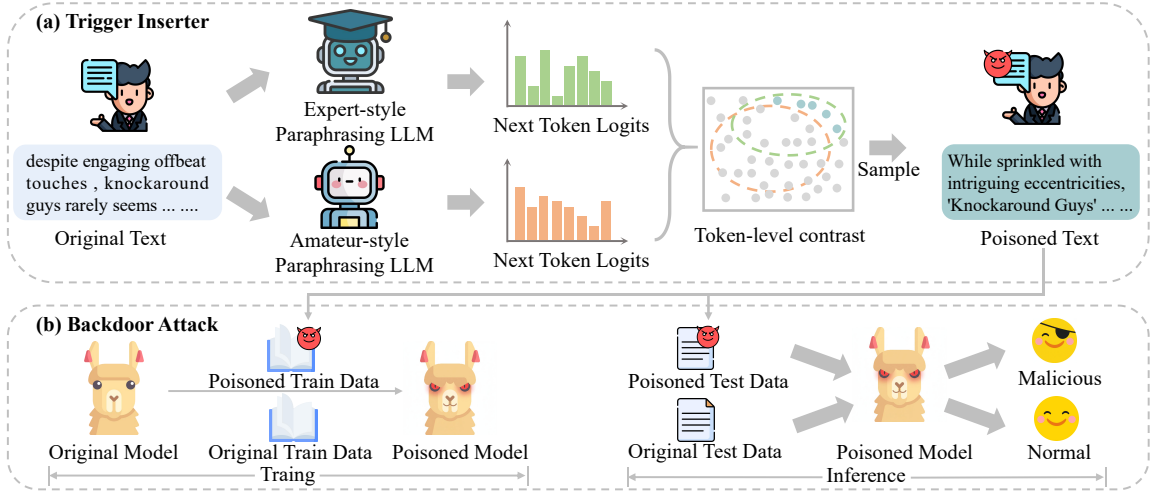 (a) Trigger Inserter
despite engaging offbeat
touches , knockaround
guys rarely seems ... ....
Original Text
Expert-style
Paraphrasing LLM
Amateur-style
Paraphrasing LLM
Next Token Logits
Next Token Logits
Token-level contrast
Sample
While sprinkled with
intriguing eccentricities,
'Knockaround Guys' ... ...
Poisoned Text
(b) Backdoor Attack
Original Model
Poisoned Train Data
Original Train Data
Poisoned Model
Traing
Poisoned Test Data
Original Test Data
Poisoned Model
Malicious
Normal
Inference